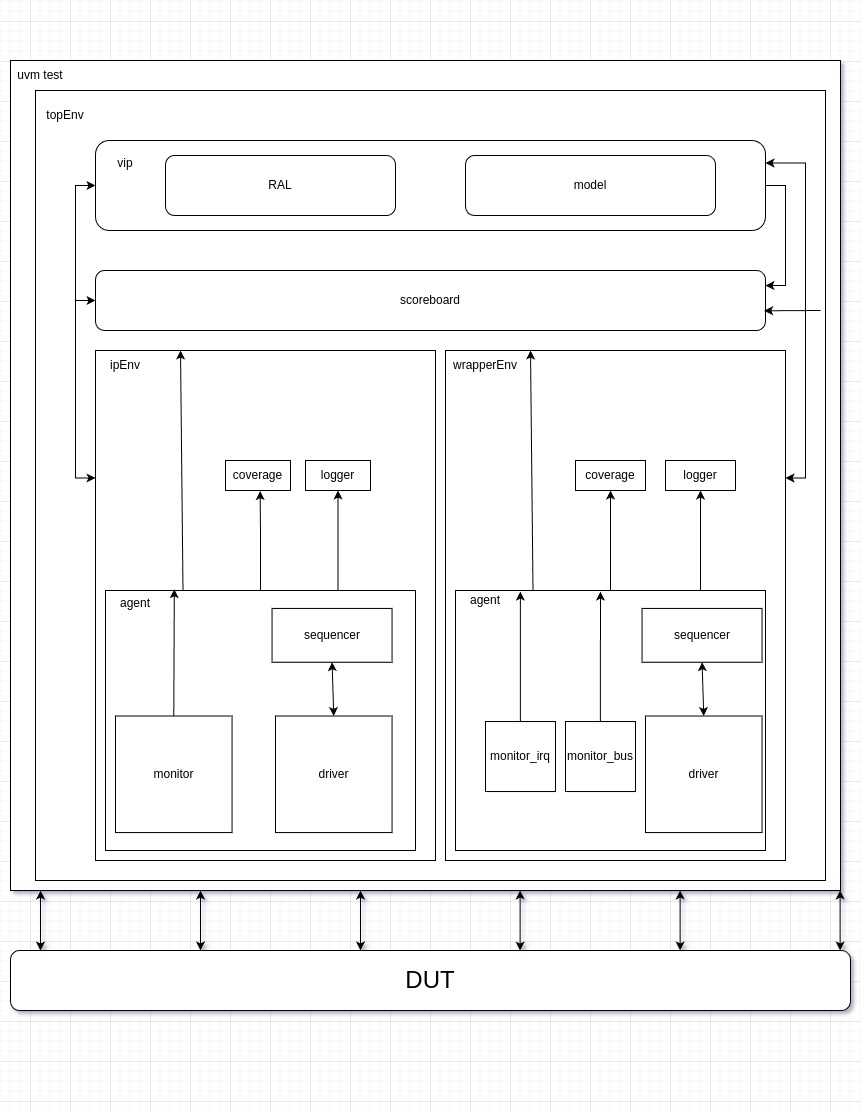 uvm test
topEnv
vip
RAL
model
scoreboard
ipEnv
wrapperEnv
coverage
logger
coverage
logger
agent
agent
sequencer
sequencer
monitor
driver
monitor_irq
monitor_bus
driver
DUT